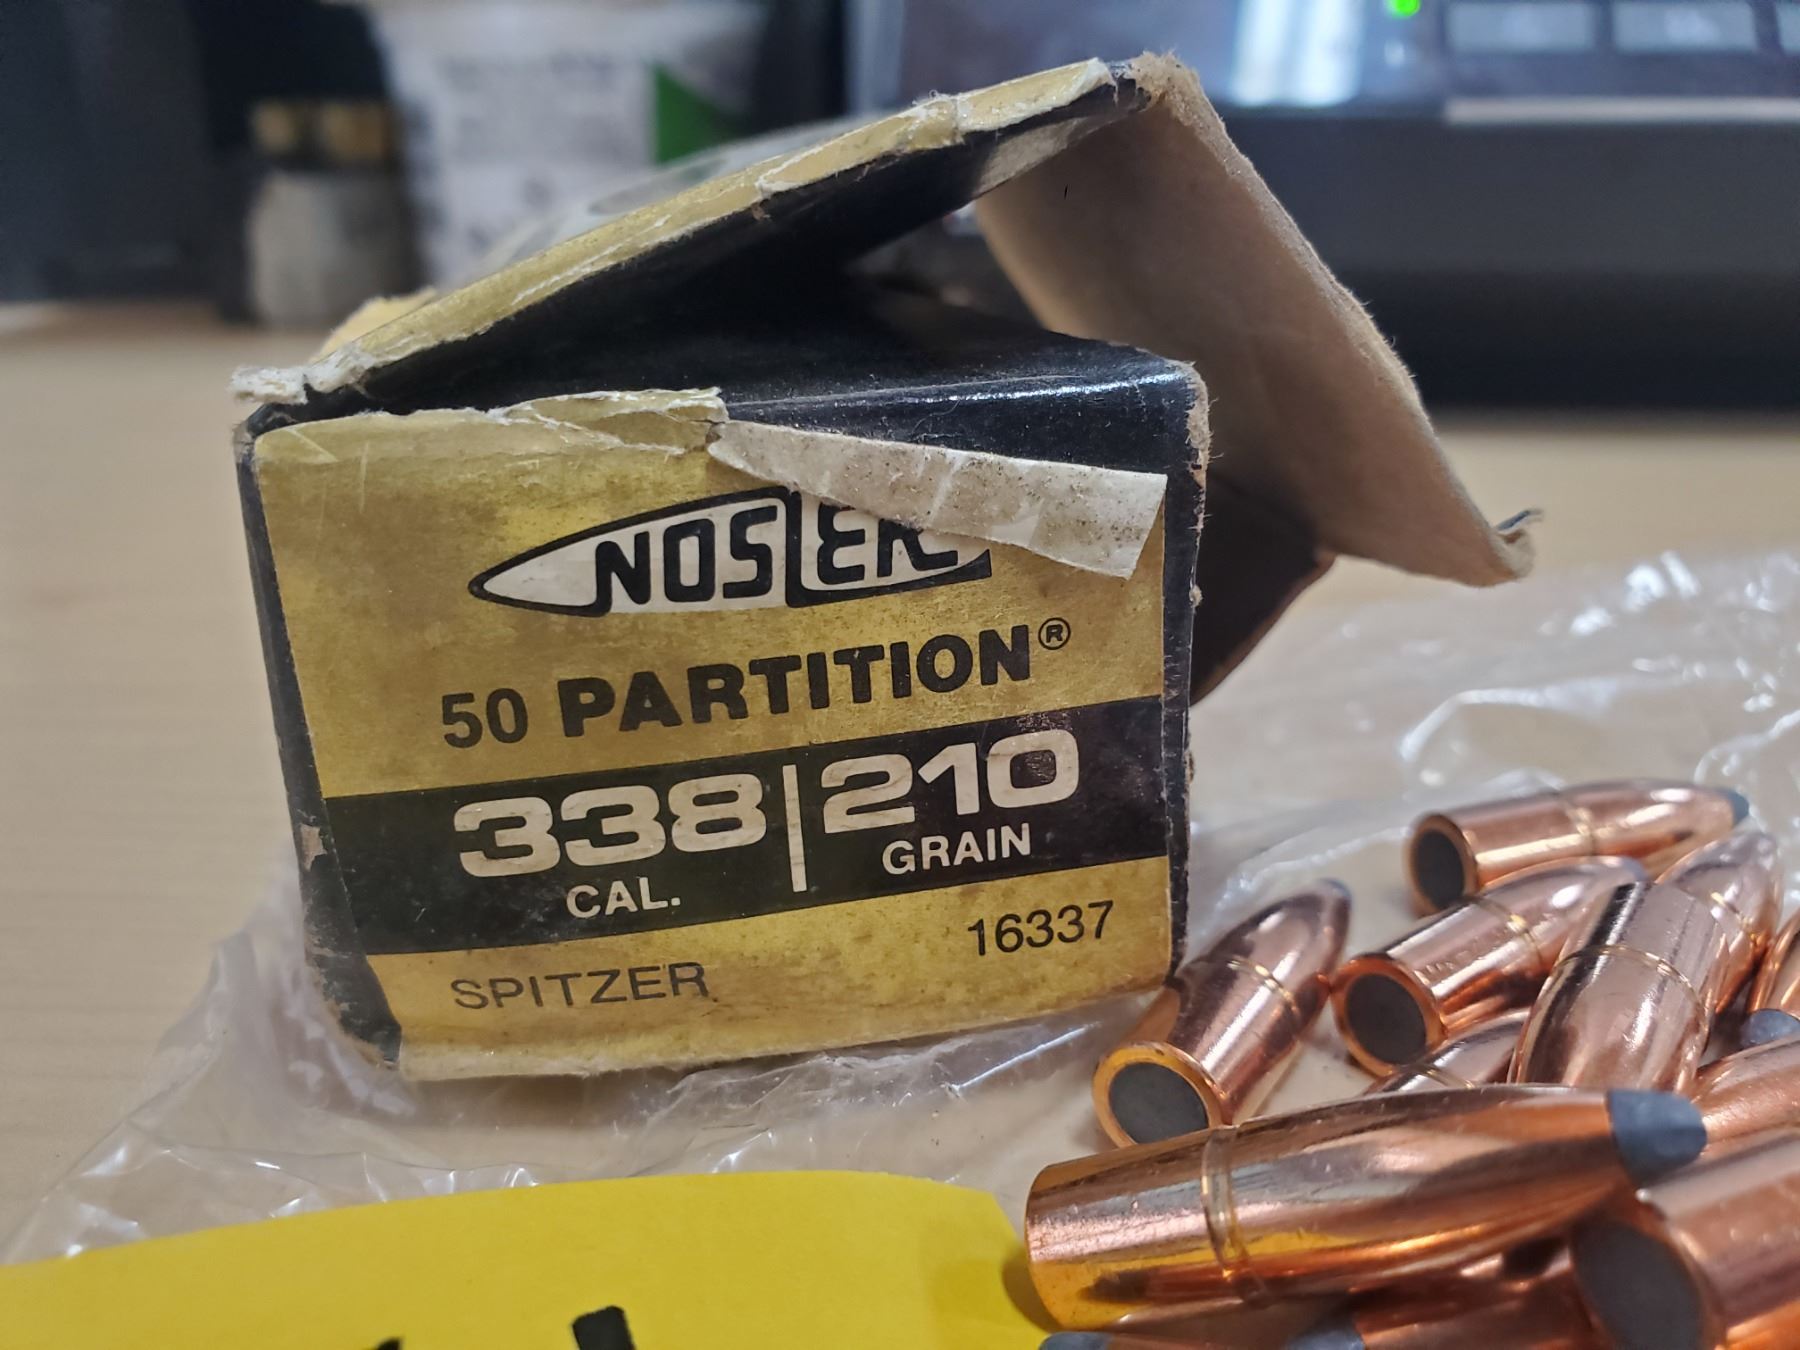 NOSLER
50 PARTITION®
338 | 210
CAL. GRAIN
SPITZER 16337